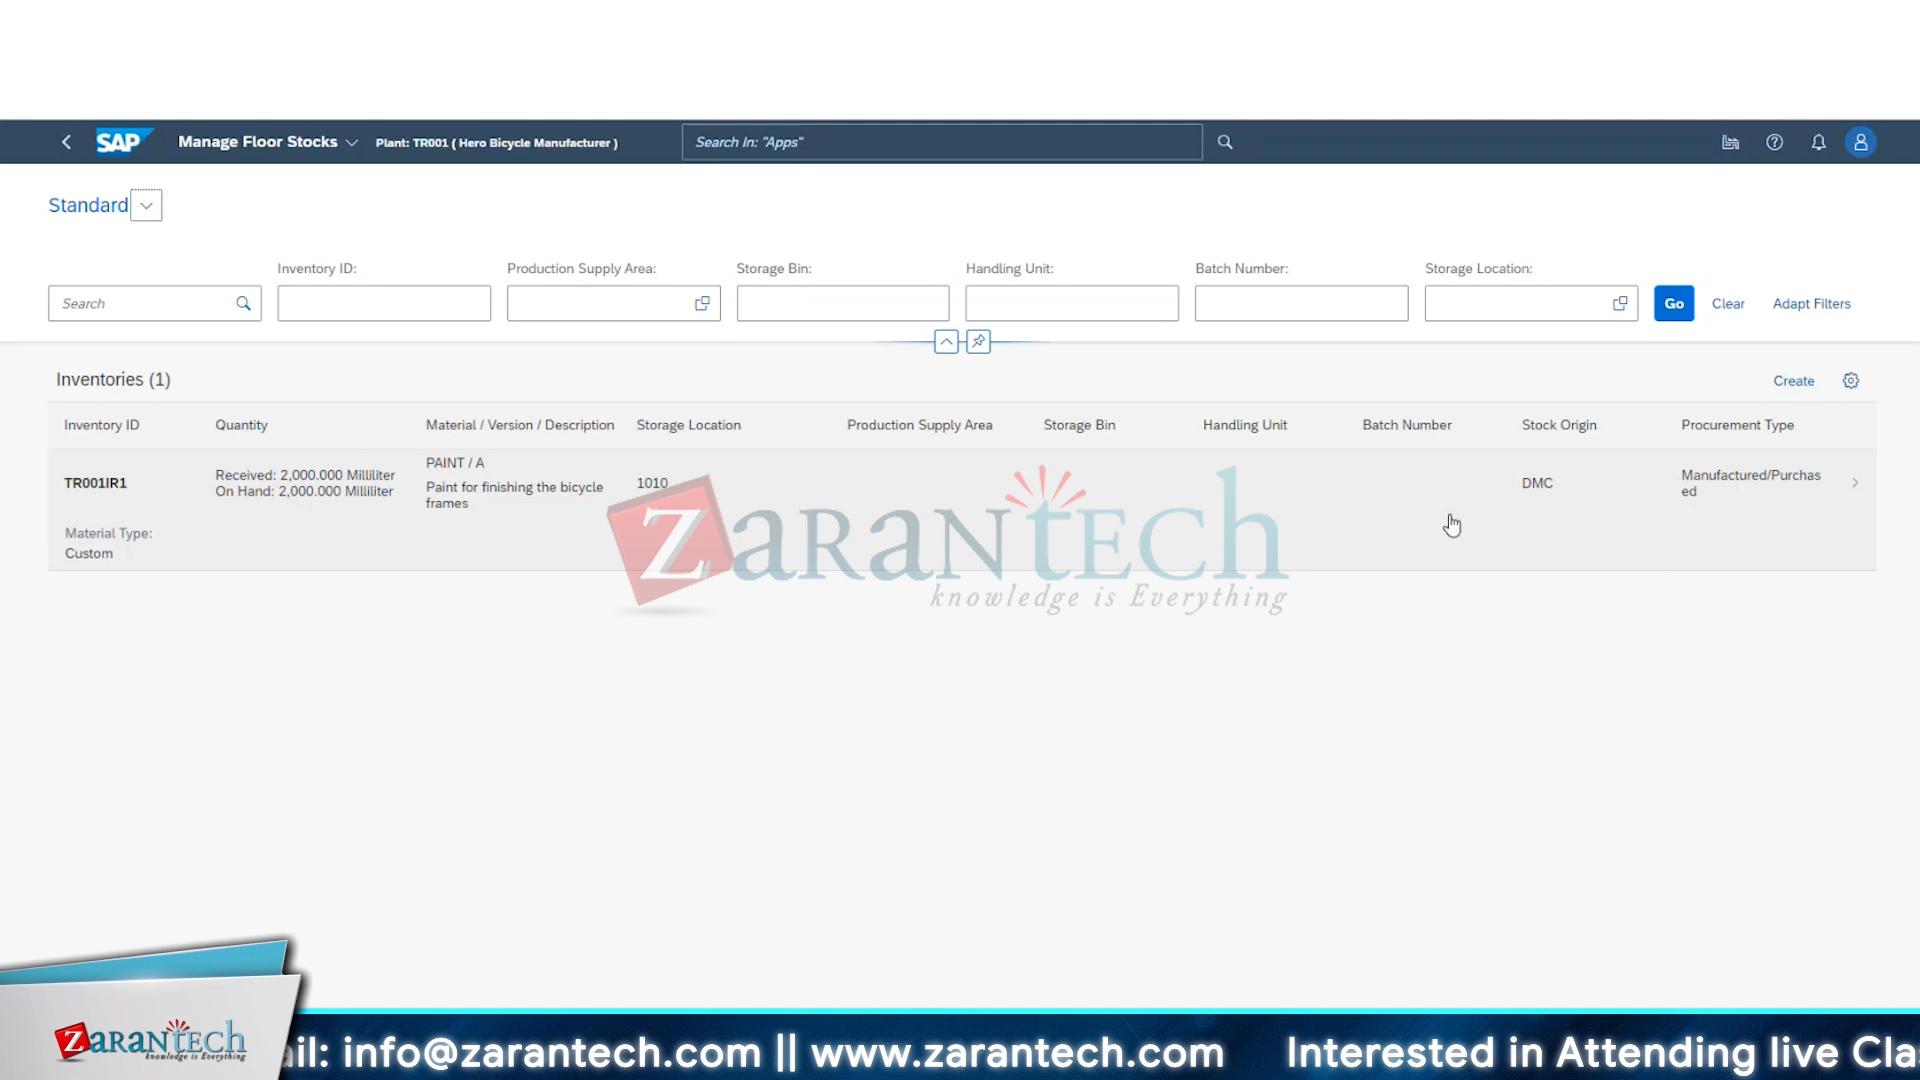 SAP
Manage Floor Stocks
Plant: TR001 ( Hero Bicycle Manufacturer )
Search In: "Apps"
Standard
Search
Inventory ID:
Production Supply Area:
Storage Bin:
Handling Unit:
Batch Number:
Storage Location:
Go
Clear
Adapt Filters
Inventories (1)
Create
Inventory ID
Quantity
Material / Version / Description
Storage Location
Production Supply Area
Storage Bin
Handling Unit
Batch Number
Stock Origin
Procurement Type
TR001IR1
Received: 2,000.000 Milliliter
On Hand: 2,000.000 Milliliter
PAINT / A
Paint for finishing the bicycle
frames
1010
DMC
Manufactured/Purchas
ed
Material Type:
Custom
ZARANTECH
knowledge is Everything
ZARANTECH
knowledge is Everything
il: info@zarantech.com || www.zarantech.com
Interested in Attending live Cla